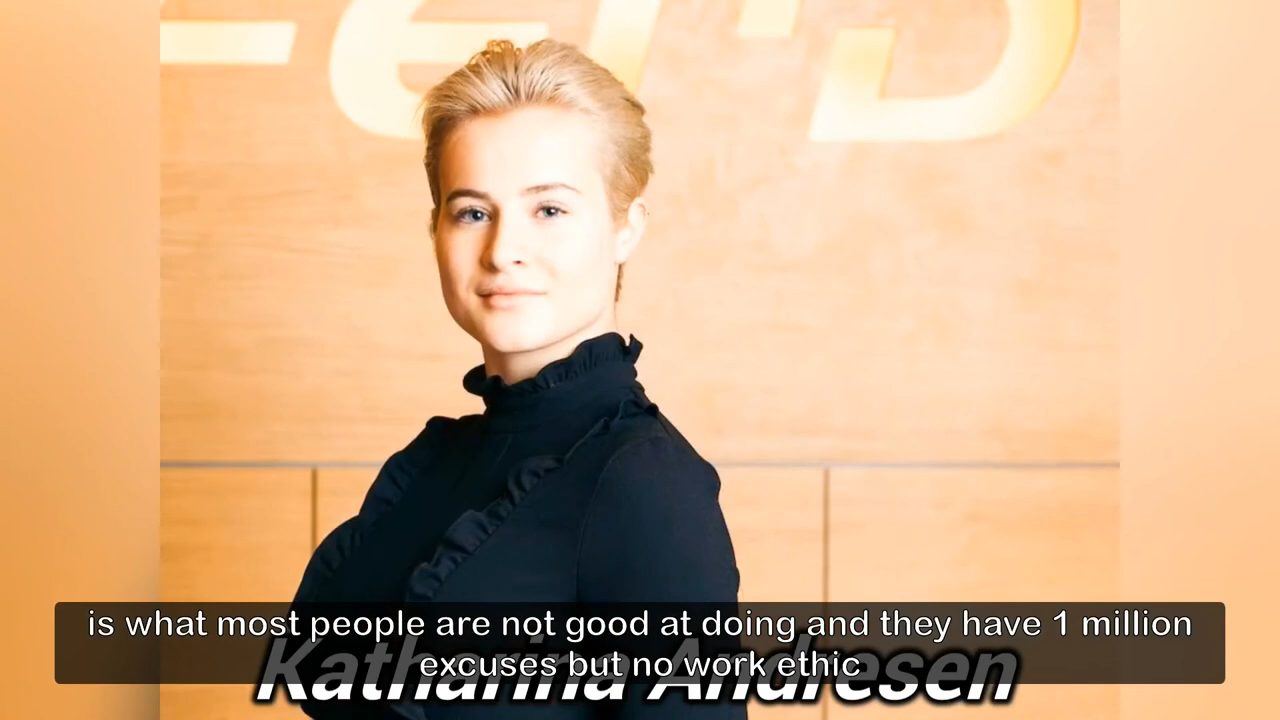 FERD
is what most people are not good at doing and they have 1 million
excuses but no work ethic
Katharina Andresen